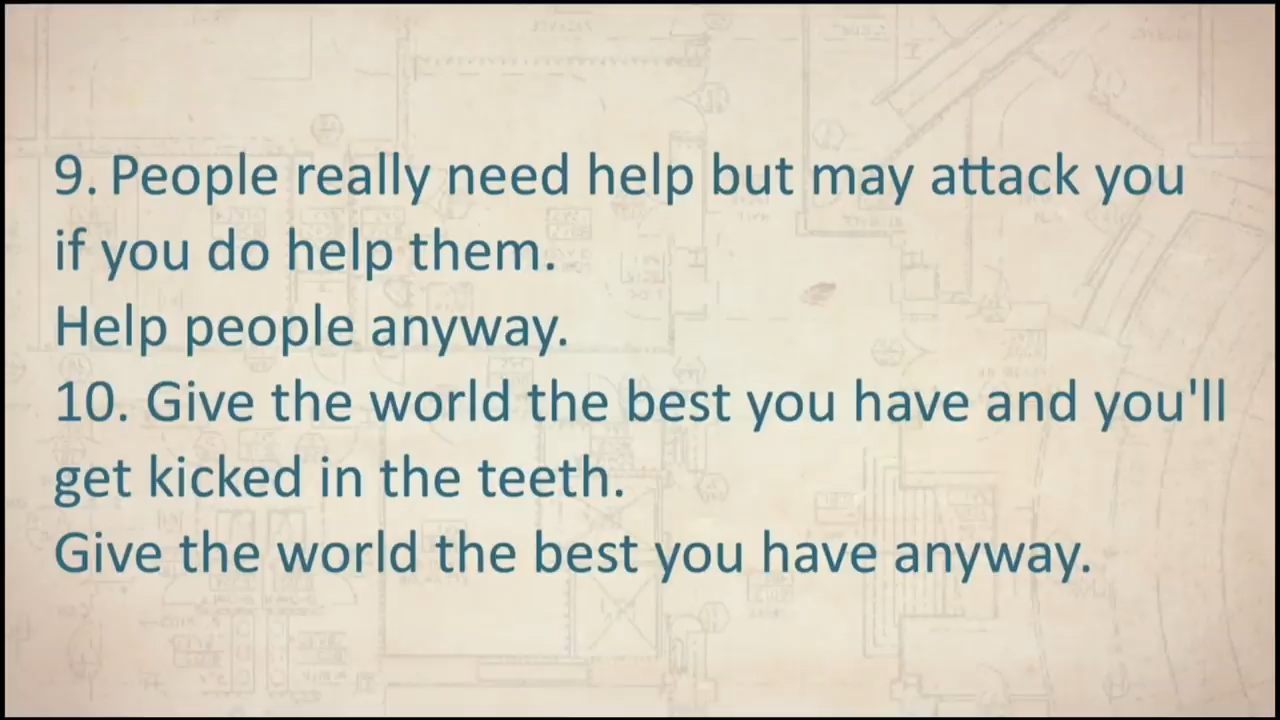 9. People really need help but may attack you
if you do help them.
Help people anyway.
10. Give the world the best you have and you'll
get kicked in the teeth.
Give the world the best you have anyway.